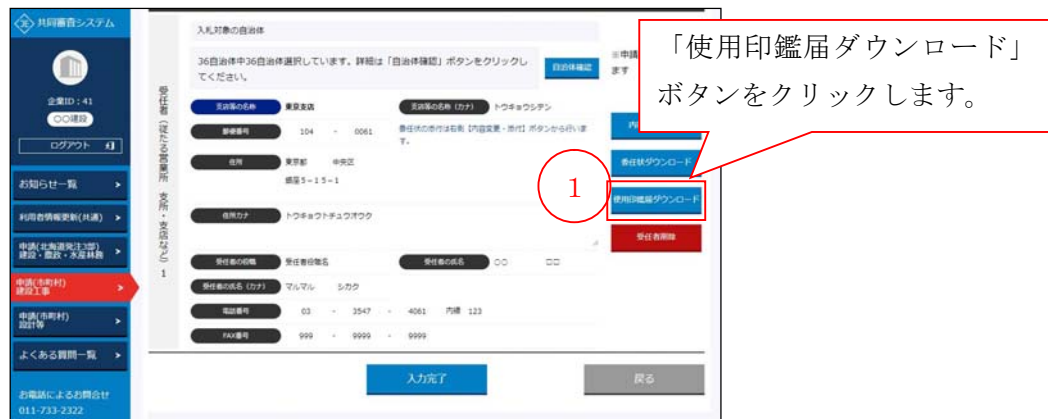 共同審査システム
企業ID:41
〇〇建設
ログアウト
お知らせ一覧
利用者情報更新(共通)
申請(北海道発注3部)
建設・農政・水産林務
申請(市町村)
建設工事
申請(市町村)
設計等
よくある質問一覧
お電話によるお問合せ
011-733-2322
受任者(従たる営業所 支所・支店など) 1
入札対象の自治体
36自治体中36自治体選択しています。詳細は「自治体確認」ボタンをクリックし
てください。
自治体確認
※申請
ます
支店等の名称 東京支店 支店等の名称(カナ) トウキョウシテン
郵便番号 104 - 0061 委任状の添付は右側【内容変更・添付】ボタンから行いま
す。
住所 東京都 中央区
銀座5-15-1
住所カナ トウキョウトチュウオウク
受任者の役職 受任者役職名 受任者の氏名 〇〇 □□
受任者の氏名(カナ) マルマル シカク
電話番号 03 - 3547 - 4061 内線 123
FAX番号 999 - 9999 - 9999
委任状ダウンロード
使用印鑑届ダウンロード
受任者削除
入力完了
戻る
1
「使用印鑑届ダウンロード」
ボタンをクリックします。